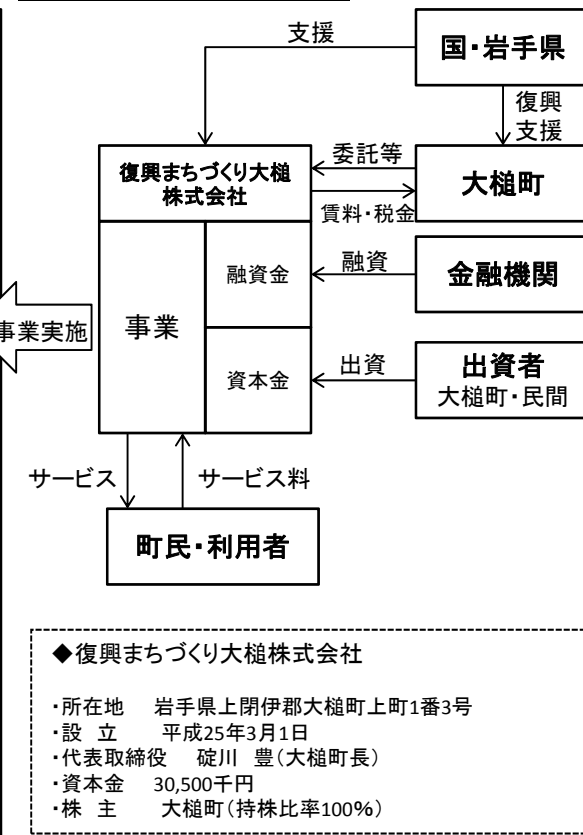 支援
国・岩手県
復興
支援
復興まちづくり大槌
株式会社
委託等
賃料・税金
大槌町
事業
融資金
融資
金融機関
事業実施
資本金
出資
出資者
大槌町・民間
サービス
サービス料
町民・利用者
◆復興まちづくり大槌株式会社
・所在地 岩手県上閉伊郡大槌町上町1番3号
・設 立 平成25年3月1日
・代表取締役 碇川 豊(大槌町長)
・資本金 30,500千円
・株 主 大槌町(持株比率100%)